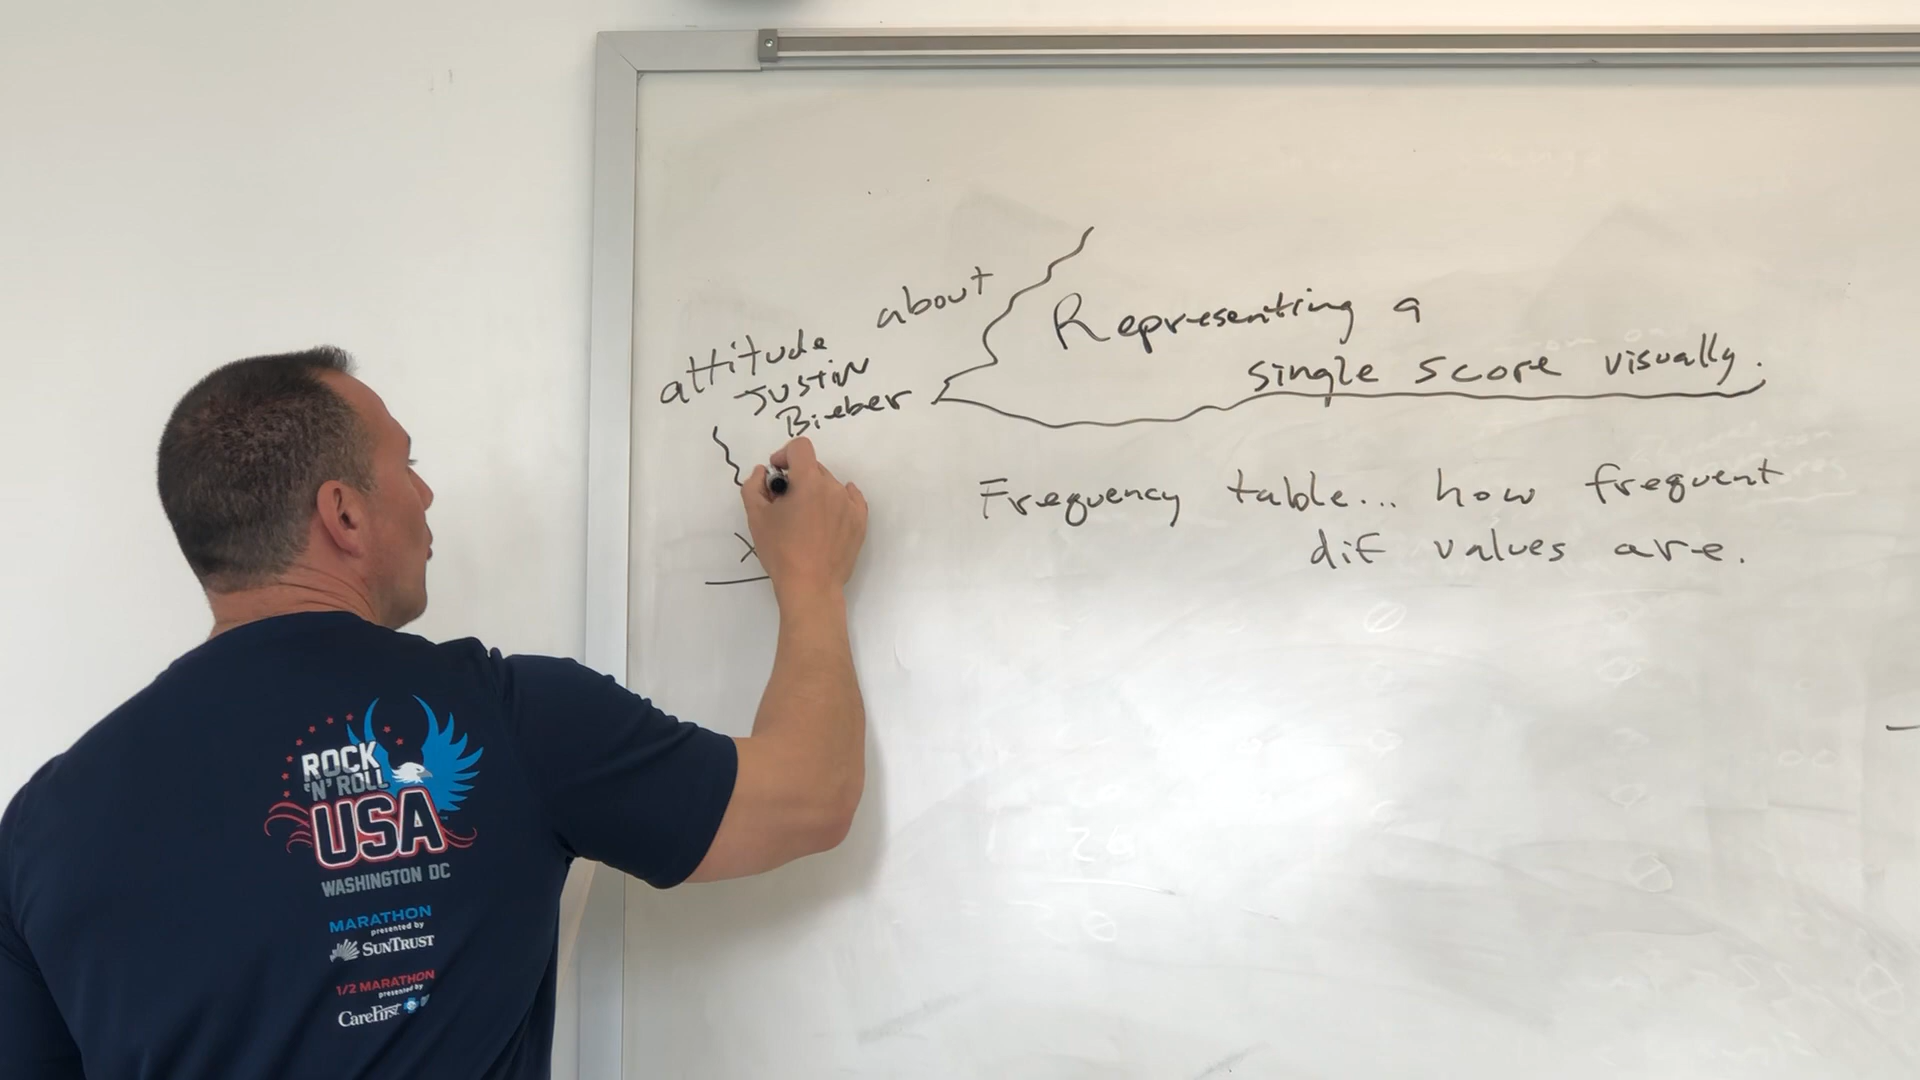 about
attitude
Justin
Bieber
X
Representing a
single score visually.
Frequency table... how frequent
dif values are.
26
ROCK
'N' ROLL
USA
WASHINGTON DC
MARATHON
presented by
SUNTRUST
1/2 MARATHON
presented by
CareFirst